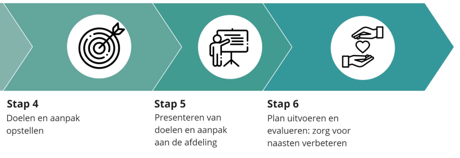 Stap 4
Doelen en aanpak
opstellen
Stap 5
Presenteren van
doelen en aanpak
aan de afdeling
Stap 6
Plan uitvoeren en
evalueren: zorg voor
naasten verbeteren